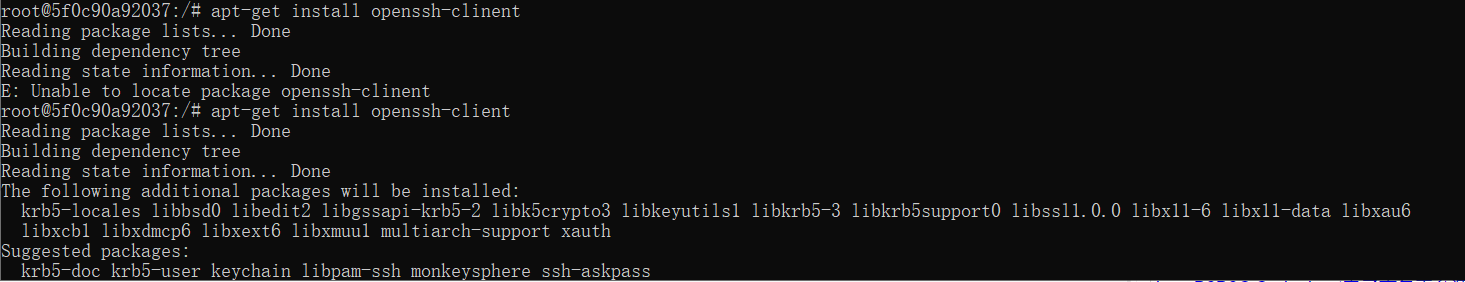 root@5f0c90a92037:/# apt-get install openssh-clinent
Reading package lists... Done
Building dependency tree
Reading state information... Done
E: Unable to locate package openssh-clinent
root@5f0c90a92037:/# apt-get install openssh-client
Reading package lists... Done
Building dependency tree
Reading state information... Done
The following additional packages will be installed:
  krb5-locales libbsd0 libedit2 libgssapi-krb5-2 libk5crypto3 libkeyutils1 libkrb5-3 libkrb5support0 libssl1.0.0 libx11-6 libx11-data libxau6
  libxcb1 libxdmcp6 libxext6 libxmuu1 multiarch-support xauth
Suggested packages:
  krb5-doc krb5-user keychain libpam-ssh monkeysphere ssh-askpass